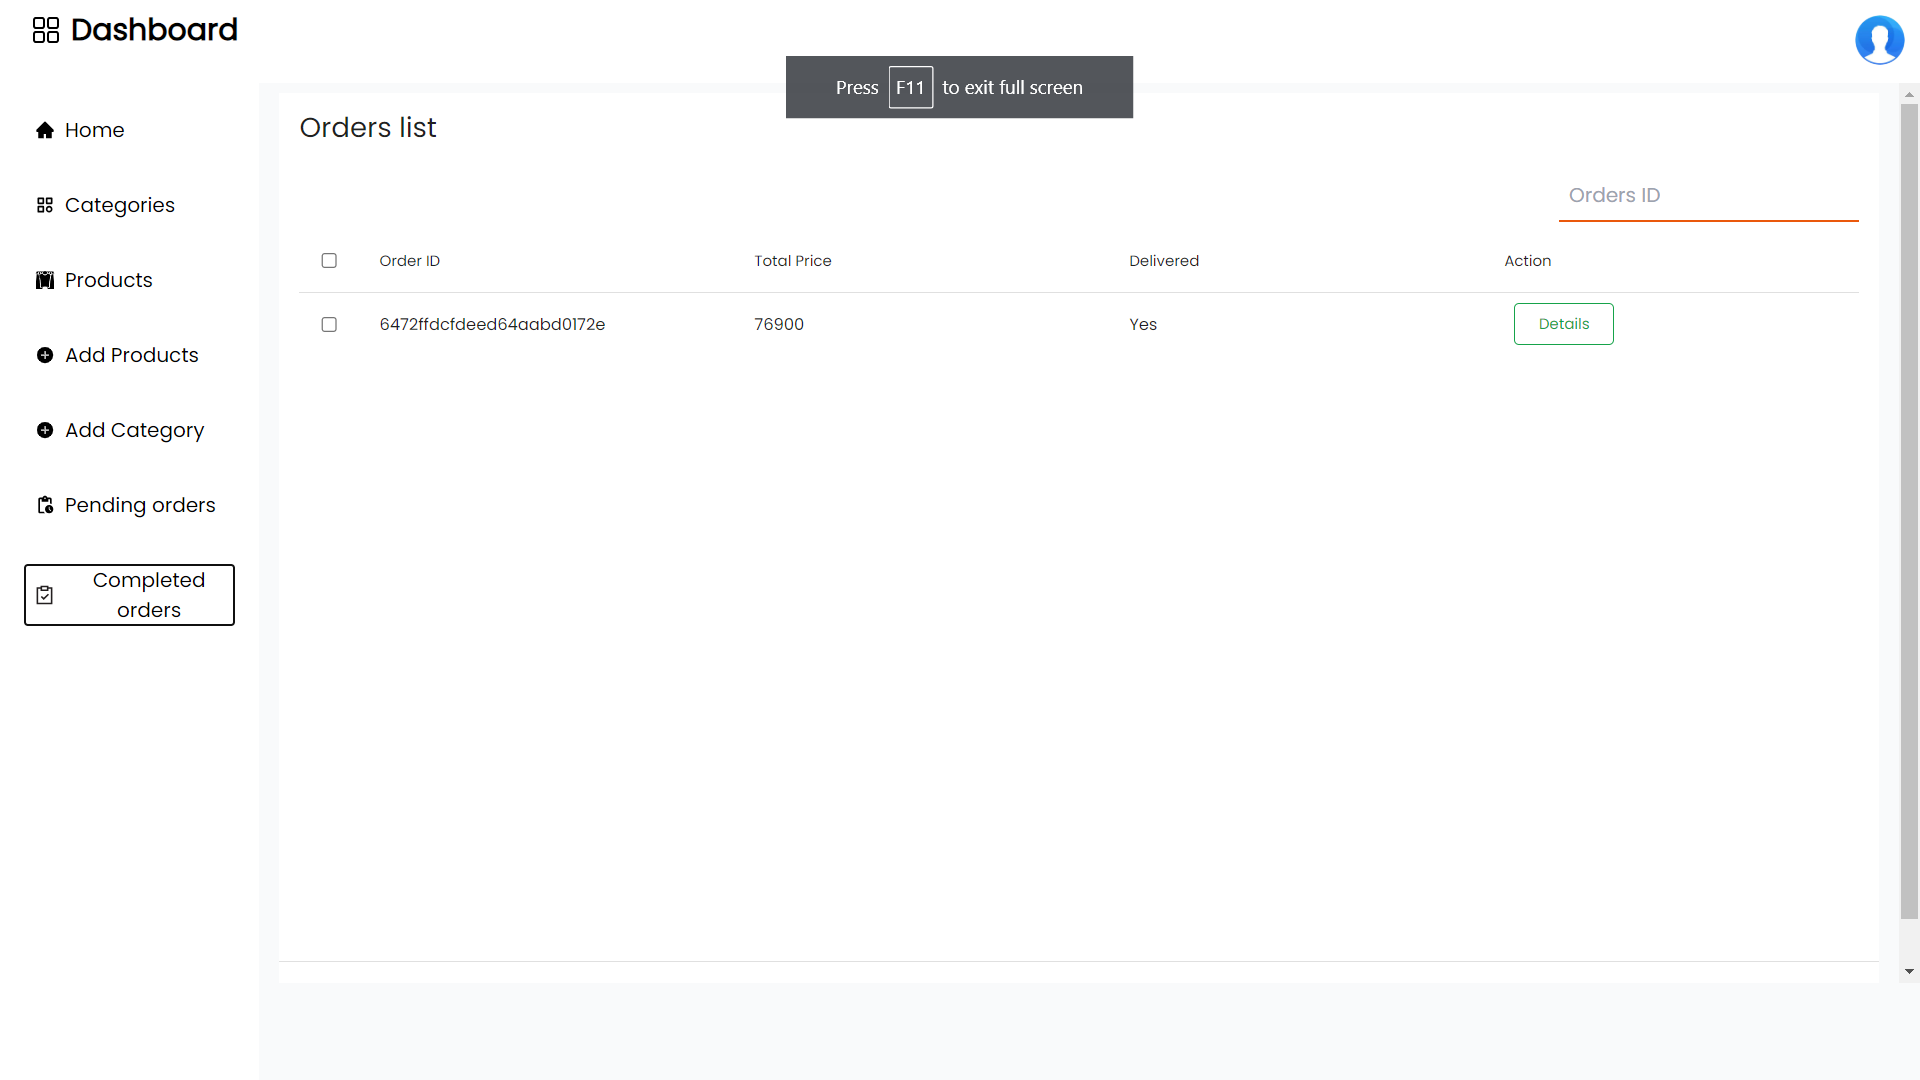 Dashboard
Press F11 to exit full screen
Home
Categories
Products
Add Products
Add Category
Pending orders
Completed
orders
Orders list
Orders ID
Order ID Total Price Delivered Action
6472ffdcfdeed64aabd0172e 76900 Yes Details